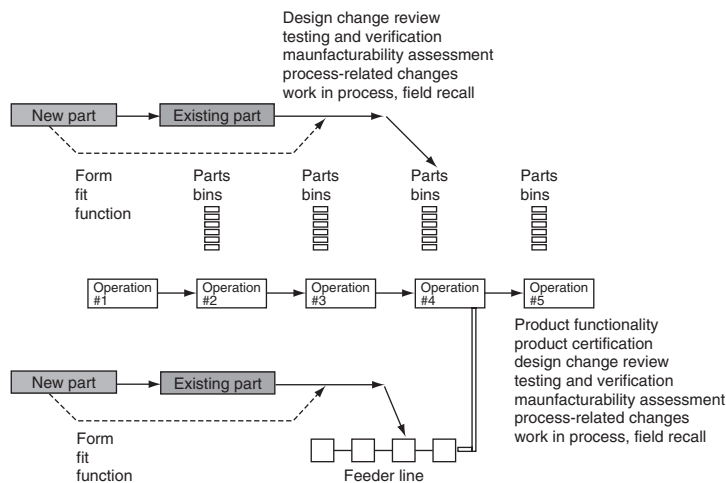 Design change review
testing and verification
maunfacturability assessment
process-related changes
work in process, field recall
New part
Existing part
Form
fit
function
Parts
bins
Parts
bins
Parts
bins
Parts
bins
Operation
#1
Operation
#2
Operation
#3
Operation
#4
Operation
#5
Product functionality
product certification
design change review
testing and verification
maunfacturability assessment
process-related changes
work in process, field recall
New part
Existing part
Form
fit
function
Feeder line